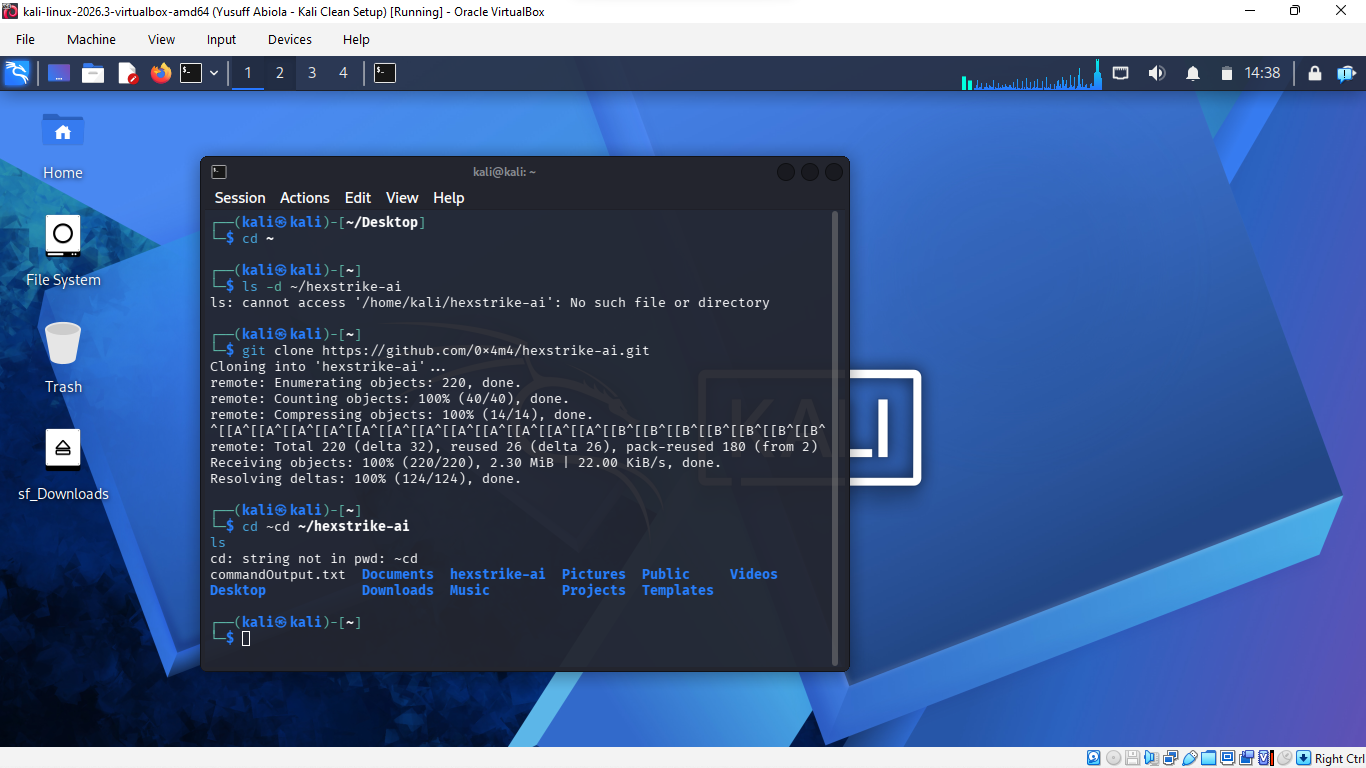 kali-linux-2026.3-virtualbox-amd64 (Yusuff Abiola - Kali Clean Setup) [Running] - Oracle VirtualBox
File Machine View Input Devices Help
1 2 3 4 14:38
Home
File System
Trash
sf_Downloads
kali@kali: ~
Session Actions Edit View Help
┌──(kali㉿kali)-[~/Desktop]
└─$ cd ~
┌──(kali㉿kali)-[~]
└─$ ls -d ~/hexstrike-ai
ls: cannot access '/home/kali/hexstrike-ai': No such file or directory
┌──(kali㉿kali)-[~]
└─$ git clone https://github.com/0×4m4/hexstrike-ai.git
Cloning into 'hexstrike-ai'...
remote: Enumerating objects: 220, done.
remote: Counting objects: 100% (40/40), done.
remote: Compressing objects: 100% (14/14), done.
^[[A^[[A^[[A^[[A^[[A^[[A^[[A^[[A^[[A^[[A^[[A^[[A^[[B^[[B^[[B^[[B^[[B^[[B^[[B^
remote: Total 220 (delta 32), reused 26 (delta 26), pack-reused 180 (from 2)
Receiving objects: 100% (220/220), 2.30 MiB | 22.00 KiB/s, done.
Resolving deltas: 100% (124/124), done.
┌──(kali㉿kali)-[~]
└─$ cd ~cd ~/hexstrike-ai
ls
cd: string not in pwd: ~cd
commandOutput.txt Documents hexstrike-ai Pictures Public Videos
Desktop Downloads Music Projects Templates
┌──(kali㉿kali)-[~]
└─$
KALI
Right Ctrl